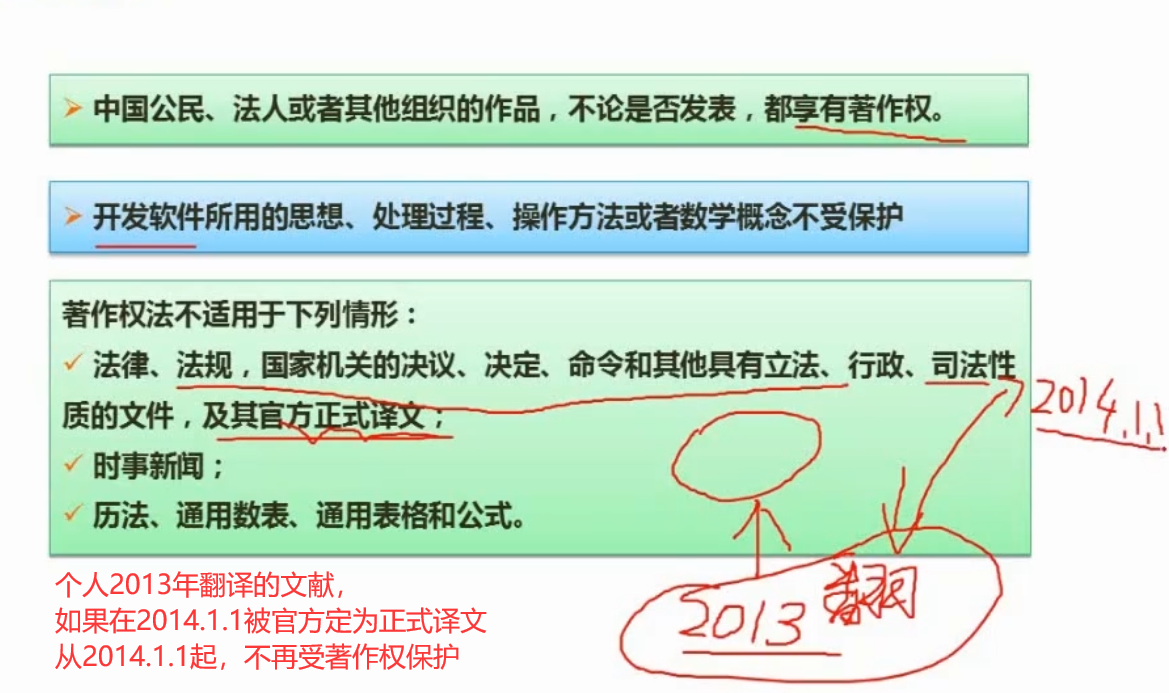 中国公民、法人或者其他组织的作品，不论是否发表，都享有著作权。
开发软件所用的思想、处理过程、操作方法或者数学概念不受保护
著作权法不适用于下列情形：
法律、法规，国家机关的决议、决定、命令和其他具有立法、行政、司法性
质的文件，及其官方正式译文；
2014.1.1
时事新闻；
历法、通用数表、通用表格和公式。
2013 翻译
个人2013年翻译的文献，
如果在2014.1.1被官方定为正式译文
从2014.1.1起，不再受著作权保护